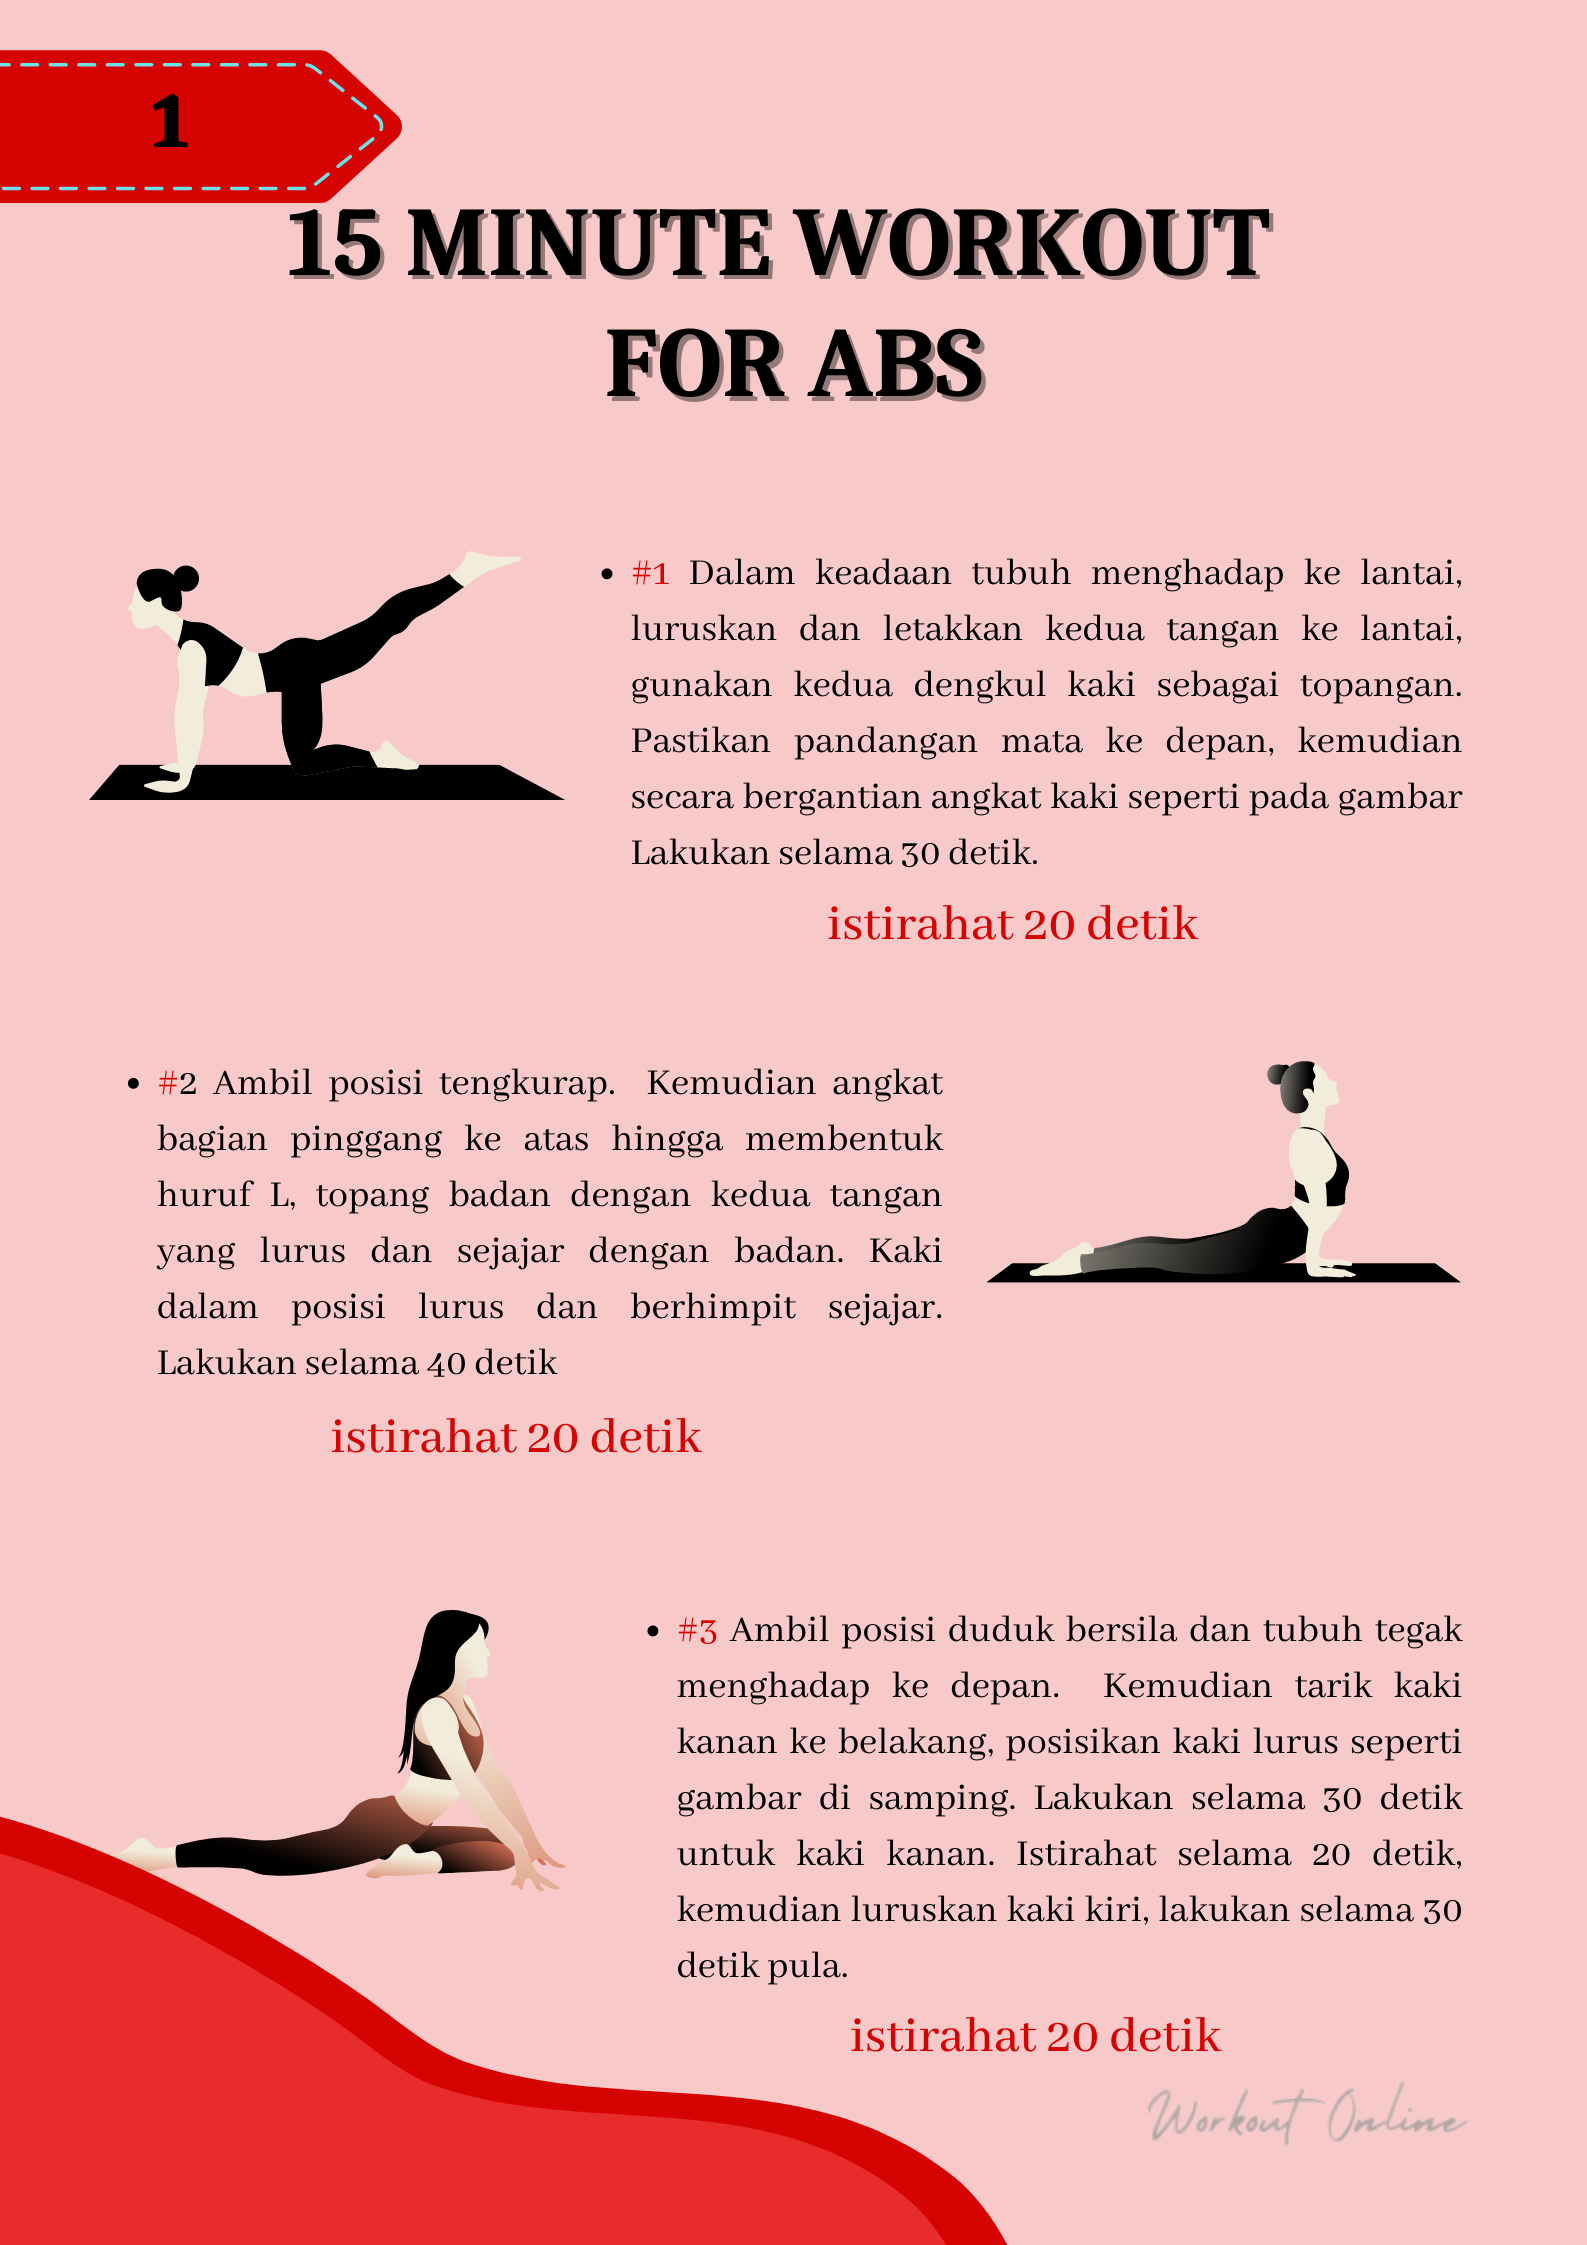 1
15 MINUTE WORKOUT
FOR ABS
• #1 Dalam keadaan tubuh menghadap ke lantai,
luruskan dan letakkan kedua tangan ke lantai,
gunakan kedua dengkul kaki sebagai topangan.
Pastikan pandangan mata ke depan, kemudian
secara bergantian angkat kaki seperti pada gambar
Lakukan selama 30 detik.
istirahat 20 detik
• #2 Ambil posisi tengkurap. Kemudian angkat
bagian pinggang ke atas hingga membentuk
huruf L, topang badan dengan kedua tangan
yang lurus dan sejajar dengan badan. Kaki
dalam posisi lurus dan berhimpit sejajar.
Lakukan selama 40 detik
istirahat 20 detik
• #3 Ambil posisi duduk bersila dan tubuh tegak
menghadap ke depan. Kemudian tarik kaki
kanan ke belakang, posisikan kaki lurus seperti
gambar di samping. Lakukan selama 30 detik
untuk kaki kanan. Istirahat selama 20 detik,
kemudian luruskan kaki kiri, lakukan selama 30
detik pula.
istirahat 20 detik
Workout Online